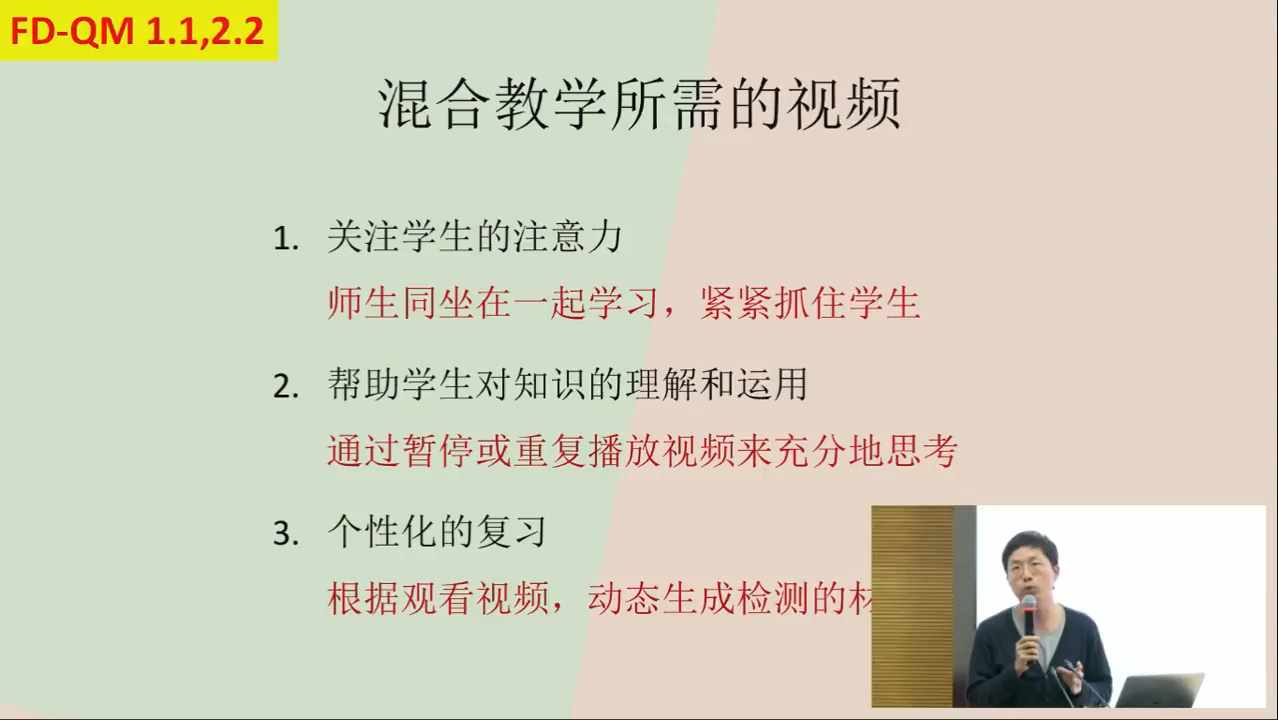 FD-QM 1.1,2.2
混合教学所需的视频
1. 关注学生的注意力
师生同坐在一起学习，紧紧抓住学生
2. 帮助学生对知识的理解和运用
通过暂停或重复播放视频来充分地思考
3. 个性化的复习
根据观看视频，动态生成检测的材